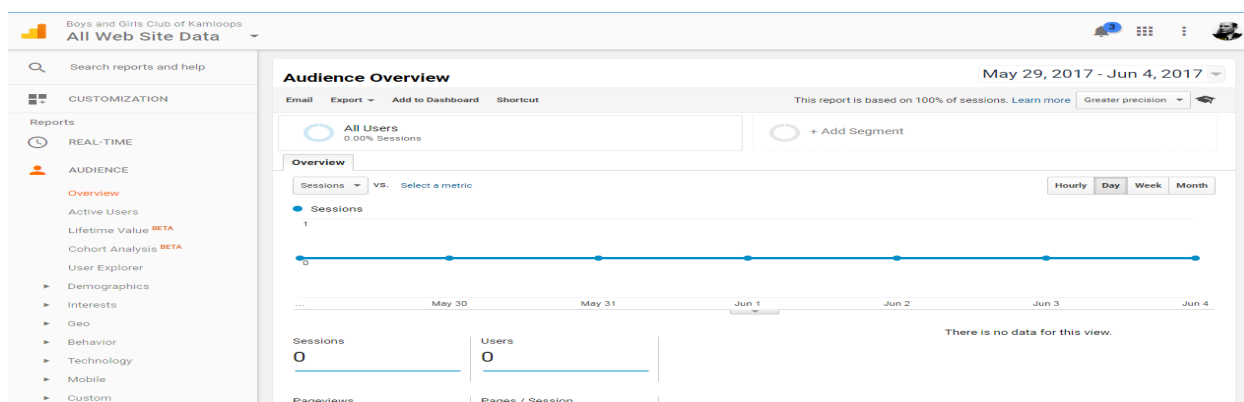 Boys and Girls Club of Kamloops
All Web Site Data
3
Search reports and help
CUSTOMIZATION
Reports
REAL-TIME
AUDIENCE
Overview
Active Users
Lifetime Value BETA
Cohort Analysis BETA
User Explorer
Demographics
Interests
Geo
Behavior
Technology
Mobile
Custom
Audience Overview
May 29, 2017 - Jun 4, 2017
Email Export Add to Dashboard Shortcut
This report is based on 100% of sessions. Learn more Greater precision
All Users
0.00% Sessions
+ Add Segment
Overview
Sessions VS. Select a metric
Hourly Day Week Month
Sessions
1
0
... May 30 May 31 Jun 1 Jun 2 Jun 3 Jun 4
There is no data for this view.
Sessions
0
Users
0
Pageviews
Pages / Session